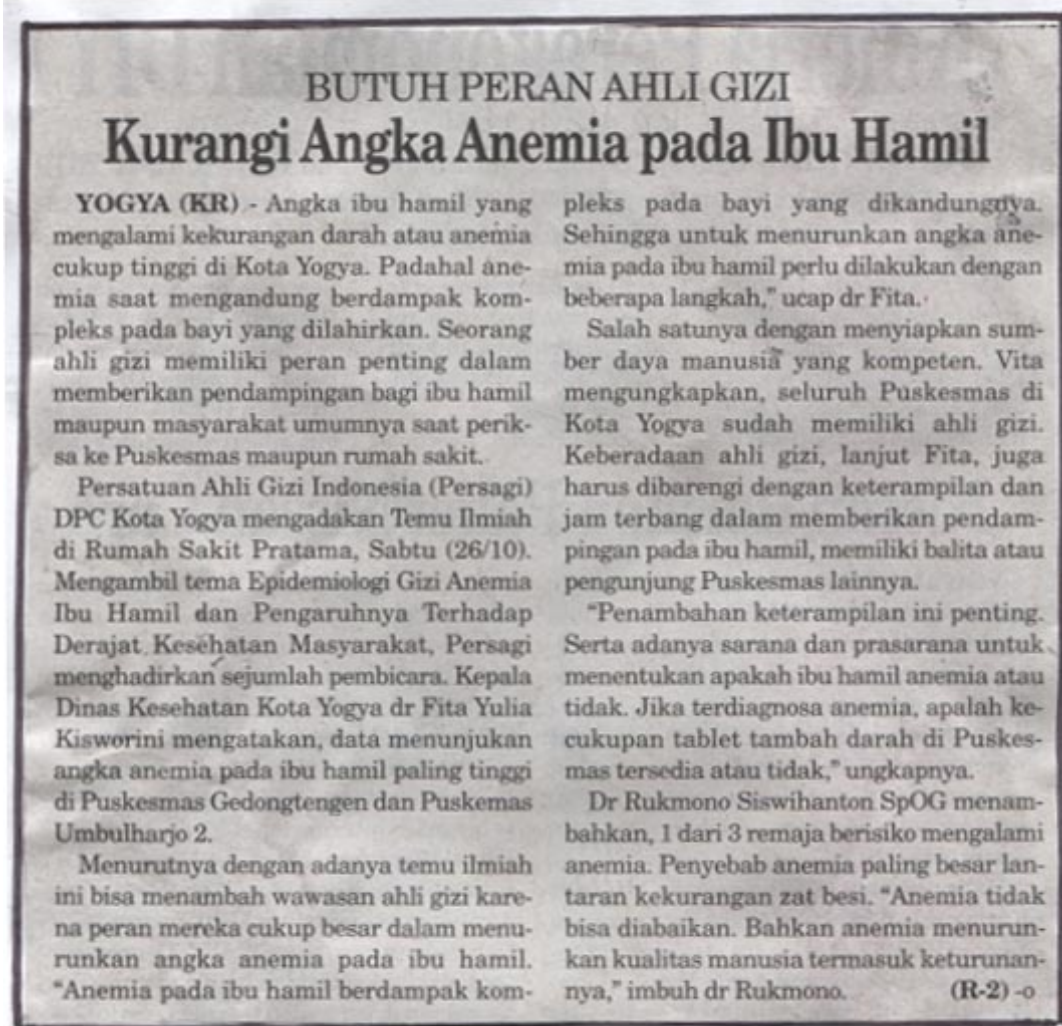 BUTUH PERAN AHLI GIZI
Kurangi Angka Anemia pada Ibu Hamil
YOGYA (KR) - Angka ibu hamil yang
mengalami kekurangan darah atau anemia
cukup tinggi di Kota Yogya. Padahal ane-
mia saat mengandung berdampak kom-
pleks pada bayi yang dilahirkan. Seorang
ahli gizi memiliki peran penting dalam
memberikan pendampingan bagi ibu hamil
maupun masyarakat umumnya saat perik-
sa ke Puskesmas maupun rumah sakit.
Persatuan Ahli Gizi Indonesia (Persagi)
DPC Kota Yogya mengadakan Temu Ilmiah
di Rumah Sakit Pratama, Sabtu (26/10).
Mengambil tema Epidemiologi Gizi Anemia
Ibu Hamil dan Pengaruhnya Terhadap
Derajat Kesehatan Masyarakat, Persagi
menghadirkan sejumlah pembicara. Kepala
Dinas Kesehatan Kota Yogya dr Fita Yulia
Kisworini mengatakan, data menunjukan
angka anemia pada ibu hamil paling tinggi
di Puskesmas Gedongtengen dan Puskemas
Umbulharjo 2.
Menurutnya dengan adanya temu ilmiah
ini bisa menambah wawasan ahli gizi kare-
na peran mereka cukup besar dalam menu-
runkan angka anemia pada ibu hamil.
"Anemia pada ibu hamil berdampak kom-
pleks pada bayi yang dikandungnya.
Sehingga untuk menurunkan angka ane-
mia pada ibu hamil perlu dilakukan dengan
beberapa langkah," ucap dr Fita.
Salah satunya dengan menyiapkan sum-
ber daya manusia yang kompeten. Vita
mengungkapkan, seluruh Puskesmas di
Kota Yogya sudah memiliki ahli gizi.
Keberadaan ahli gizi, lanjut Fita, juga
harus dibarengi dengan keterampilan dan
jam terbang dalam memberikan pendam-
pingan pada ibu hamil, memiliki balita atau
pengunjung Puskesmas lainnya.
"Penambahan keterampilan ini penting.
Serta adanya sarana dan prasarana untuk
menentukan apakah ibu hamil anemia atau
tidak. Jika terdiagnosa anemia, apalah ke-
cukupan tablet tambah darah di Puskes-
mas tersedia atau tidak," ungkapnya.
Dr Rukmono Siswihanton SpOG menam-
bahkan, 1 dari 3 remaja berisiko mengalami
anemia. Penyebab anemia paling besar lan-
taran kekurangan zat besi. "Anemia tidak
bisa diabaikan. Bahkan anemia menurun-
kan kualitas manusia termasuk keturunan-
nya," imbuh dr Rukmono. (R-2) -o